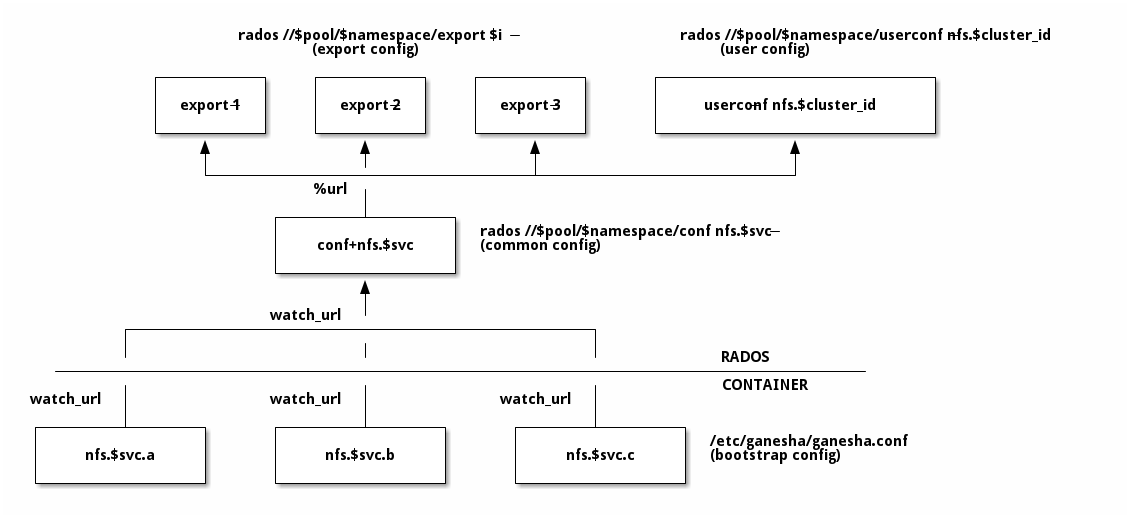 rados //$pool/$namespace/export $i –
(export config)
rados //$pool/$namespace/userconf –nfs.$cluster_id
(user config)
export-1
export-2
export-3
userconf– nfs.$cluster_id
%url
conf+nfs.$svc
rados //$pool/$namespace/conf nfs.$svc–
(common config)
watch_url
RADOS
CONTAINER
watch_url
watch_url
watch_url
nfs.$svc.a
nfs.$svc.b
nfs.$svc.c
/etc/ganesha/ganesha.conf
(bootstrap config)